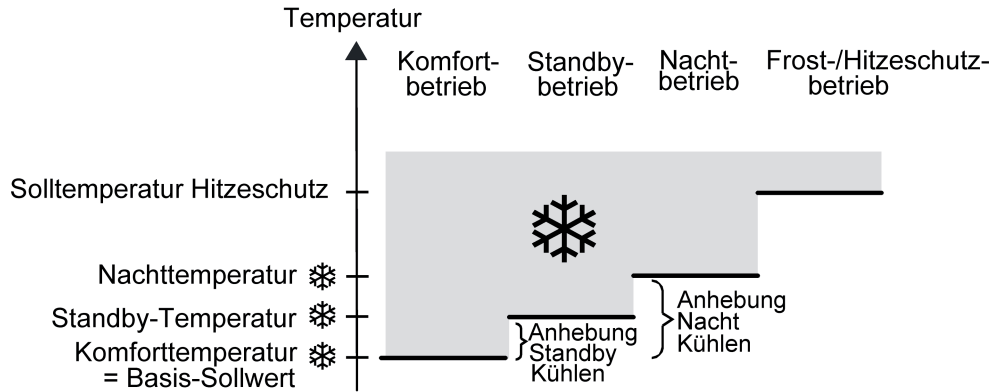 Temperatur
Komfort-
betrieb
Standby-
betrieb
Nacht-
betrieb
Frost-/Hitzeschutz-
betrieb
Solltemperatur Hitzeschutz
Nachttemperatur
Standby-Temperatur
Komforttemperatur
= Basis-Sollwert
Anhebung
Standby
Kühlen
Anhebung
Nacht
Kühlen